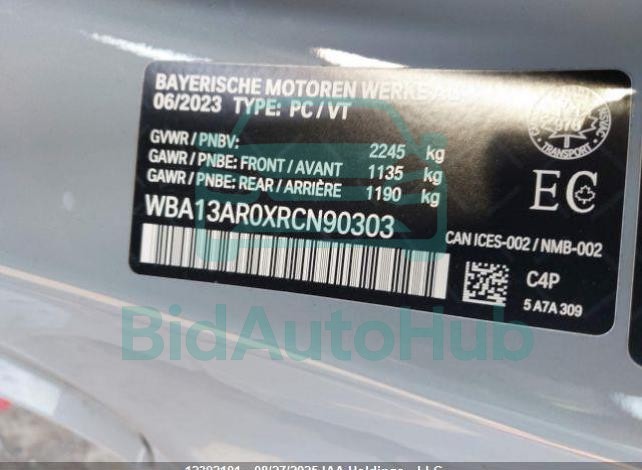 BAYERISCHE MOTOREN WERKE AG
06/2023 TYPE: PC/VT
GVWR/PNBV: 2245 kg
GAWR/PNBE: FRONT/AVANT 1135 kg
GAWR/PNBE: REAR/ARRIÈRE 1190 kg
WBA13AR0XRCN90303
TRANSPORT
EC
CAN ICES-002 / NMB-002
C4P
5 A7A 309
BidAutoHub